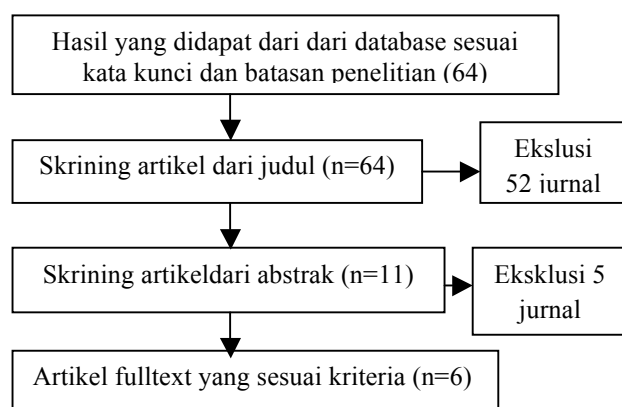 Hasil yang didapat dari dari database sesuai
kata kunci dan batasan penelitian (64)
Skrining artikel dari judul (n=64)
Ekslusi
52 jurnal
Skrining artikeldari abstrak (n=11)
Eksklusi 5
jurnal
Artikel fulltext yang sesuai kriteria (n=6)